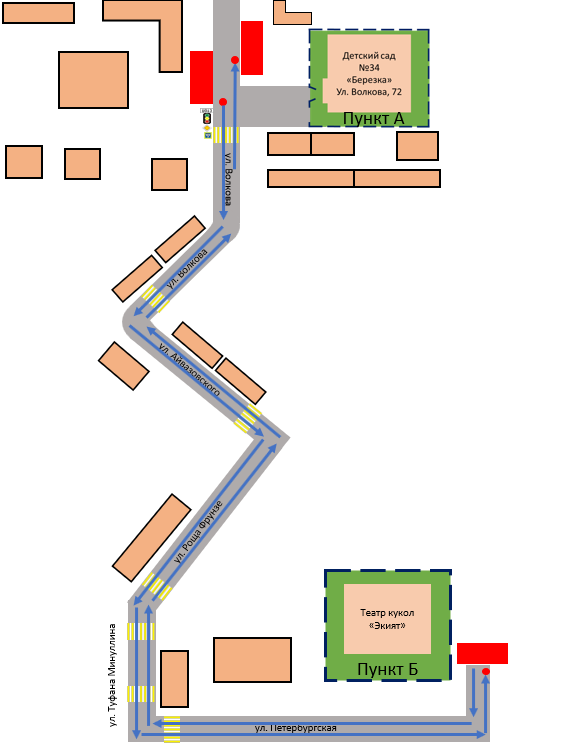 Детский сад
№34
«Березка»
Ул. Волкова, 72
Пункт А
ул. Волкова
ул. Волкова
ул. Айвазовского
ул. Роща Фрунзе
ул. Туфана Минуллина
Театр кукол
«Экият»
Пункт Б
ул. Петербургская